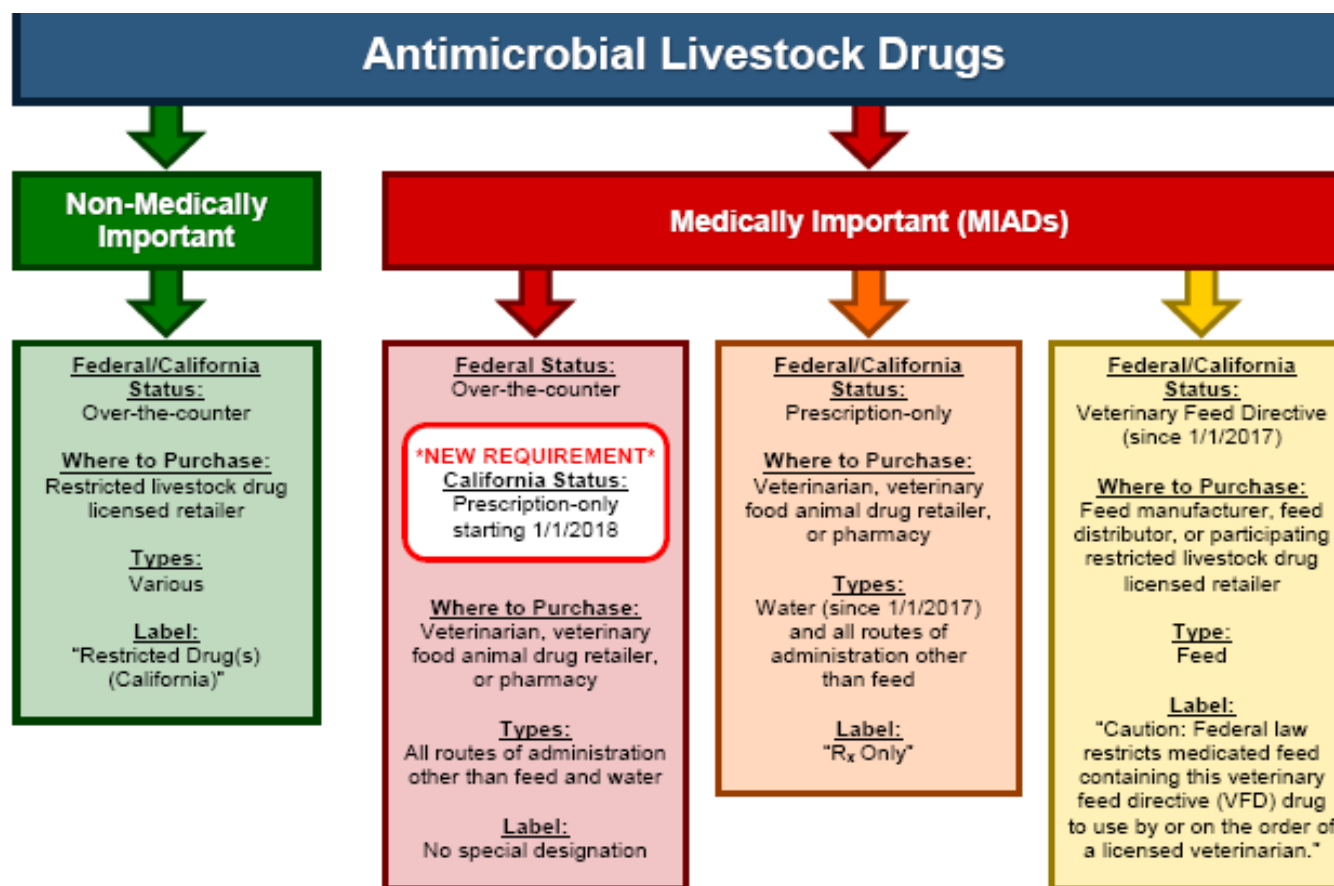 Antimicrobial Livestock Drugs
Non-Medically
Important
Medically Important (MIADs)
Federal/California
Status:
Over-the-counter
Where to Purchase:
Restricted livestock drug
licensed retailer
Types:
Various
Label:
"Restricted Drug(s)
(California)"
Federal Status:
Over-the-counter
*NEW REQUIREMENT*
California Status:
Prescription-only
starting 1/1/2018
Where to Purchase:
Veterinarian, veterinary
food animal drug retailer,
or pharmacy
Types:
All routes of administration
other than feed and water
Label:
No special designation
Federal/California
Status:
Prescription-only
Where to Purchase:
Veterinarian, veterinary
food animal drug retailer,
or pharmacy
Types:
Water (since 1/1/2017)
and all routes of
administration other
than feed
Label:
"Rx Only"
Federal/California
Status:
Veterinary Feed Directive
(since 1/1/2017)
Where to Purchase:
Feed manufacturer, feed
distributor, or participating
restricted livestock drug
licensed retailer
Type:
Feed
Label:
"Caution: Federal law
restricts medicated feed
containing this veterinary
feed directive (VFD) drug
to use by or on the order of
a licensed veterinarian."